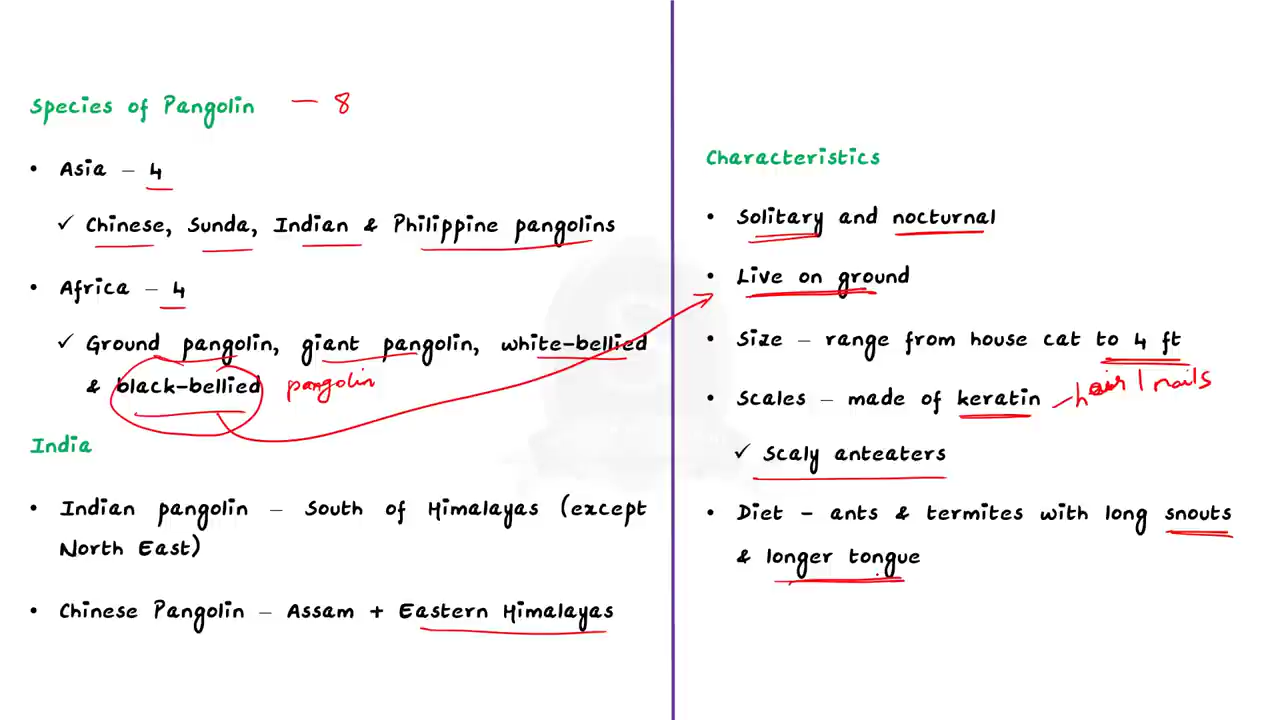 Species of Pangolin — 8
• Asia – 4
✓ Chinese, Sunda, Indian & Philippine pangolins
• Africa – 4
✓ Ground pangolin, giant pangolin, white-bellied
& black-bellied pangolin
India
• Indian pangolin – South of Himalayas (except
North East)
• Chinese Pangolin – Assam + Eastern Himalayas
Characteristics
• Solitary and nocturnal
• Live on ground
• Size – range from house cat to 4 ft
• Scales – made of keratin – hair / nails
✓ Scaly anteaters
• Diet – ants & termites with long snouts
& longer tongue